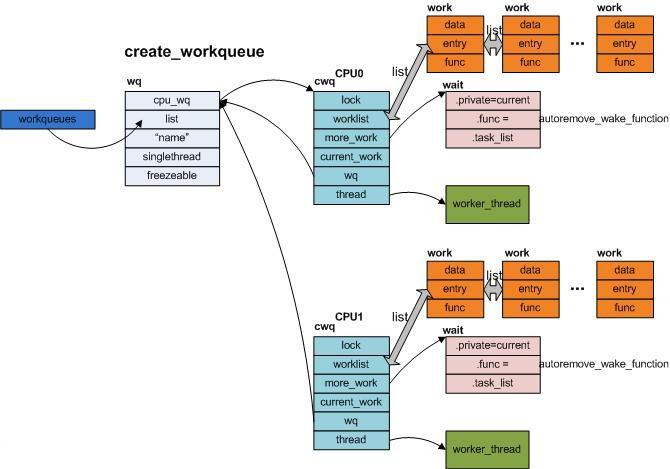 create_workqueue
workqueues
wq
cpu_wq
list
"name"
singlethread
freezeable
CPU0
cwq
lock
worklist
more_work
current_work
wq
thread
list
work
data
entry
func
list
work
data
entry
func
...
work
data
entry
func
wait
.private=current
.func = autoremove_wake_function
.task_list
worker_thread
CPU1
cwq
lock
worklist
more_work
current_work
wq
thread
list
work
data
entry
func
list
work
data
entry
func
...
work
data
entry
func
wait
.private=current
.func = autoremove_wake_function
.task_list
worker_thread